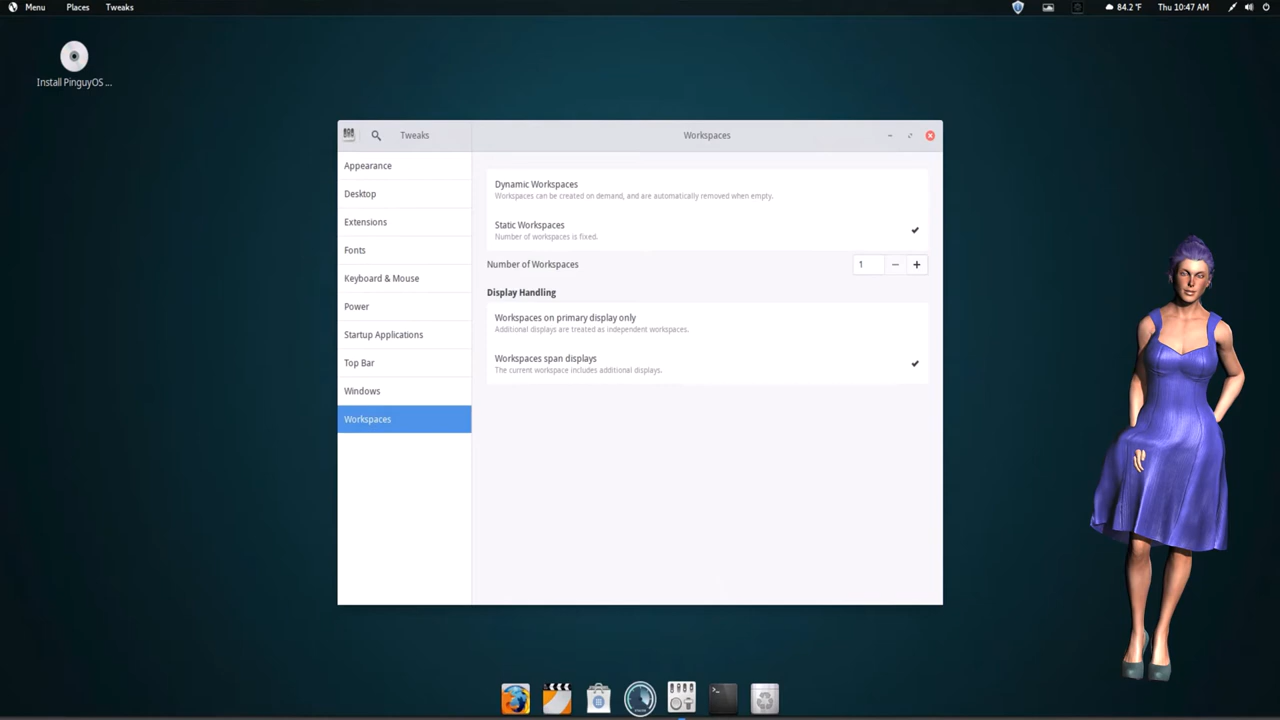 Menu Places Tweaks 84.2 °F Thu 10:47 AM
Install PinguyOS ...
Tweaks Workspaces
Appearance
Desktop
Extensions
Fonts
Keyboard & Mouse
Power
Startup Applications
Top Bar
Windows
Workspaces
Dynamic Workspaces
Workspaces can be created on demand, and are automatically removed when empty.
Static Workspaces
Number of workspaces is fixed.
Number of Workspaces 1
Display Handling
Workspaces on primary display only
Additional displays are treated as independent workspaces.
Workspaces span displays
The current workspace includes additional displays.